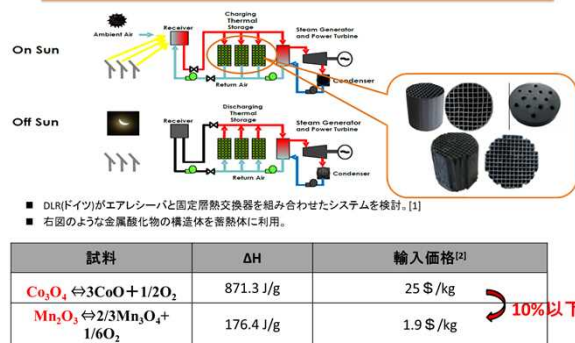 On Sun
Ambient Air
Receiver
Charging
Thermal
Storage
Steam Generator
and Power Turbine
Condenser
Return Air
Off Sun
Discharging
Thermal
Storage
Receiver
Steam Generator
and Power Turbine
Condenser
Return Air
■ DLR(ドイツ)がエアレシーバと固定層熱交換器を組み合わせたシステムを検討。[1]
■ 右図のような金属酸化物の構造体を蓄熱体に利用。
試料 ΔH 輸入価格[2]
Co₃O₄ ⇔3CoO+1/2O₂ 871.3 J/g 25$/kg
10%以下
Mn₂O₃ ⇔2/3Mn₃O₄+ 176.4 J/g 1.9$/kg
1/6O₂